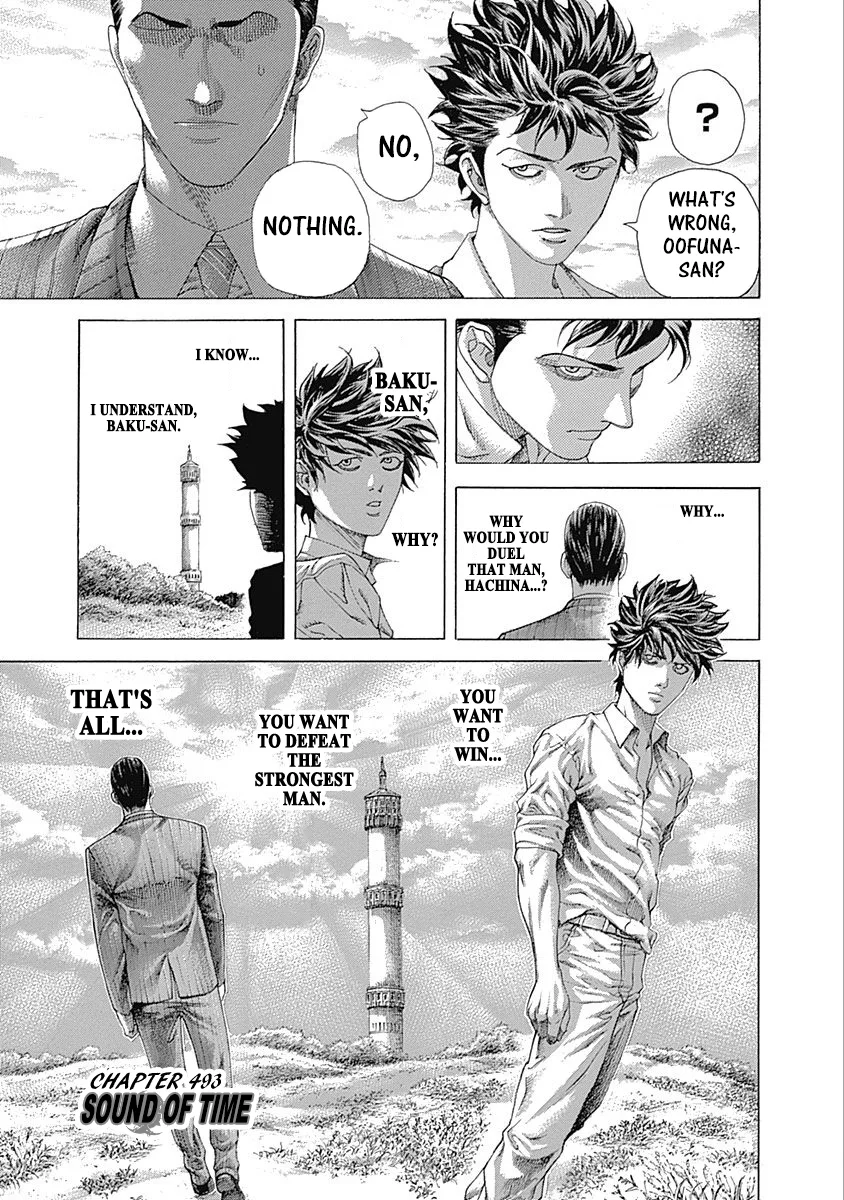 ?
WHAT'S
WRONG,
OOFUNA-
SAN?
NO,
NOTHING.
WHY...
WHY
WOULD YOU
DUEL
THAT MAN,
HACHINA...?
BAKU-
SAN,
WHY?
I KNOW...
I UNDERSTAND,
BAKU-SAN.
YOU
WANT
TO
WIN...
YOU WANT
TO DEFEAT
THE
STRONGEST
MAN.
THAT'S
ALL...
CHAPTER 493
SOUND OF TIME